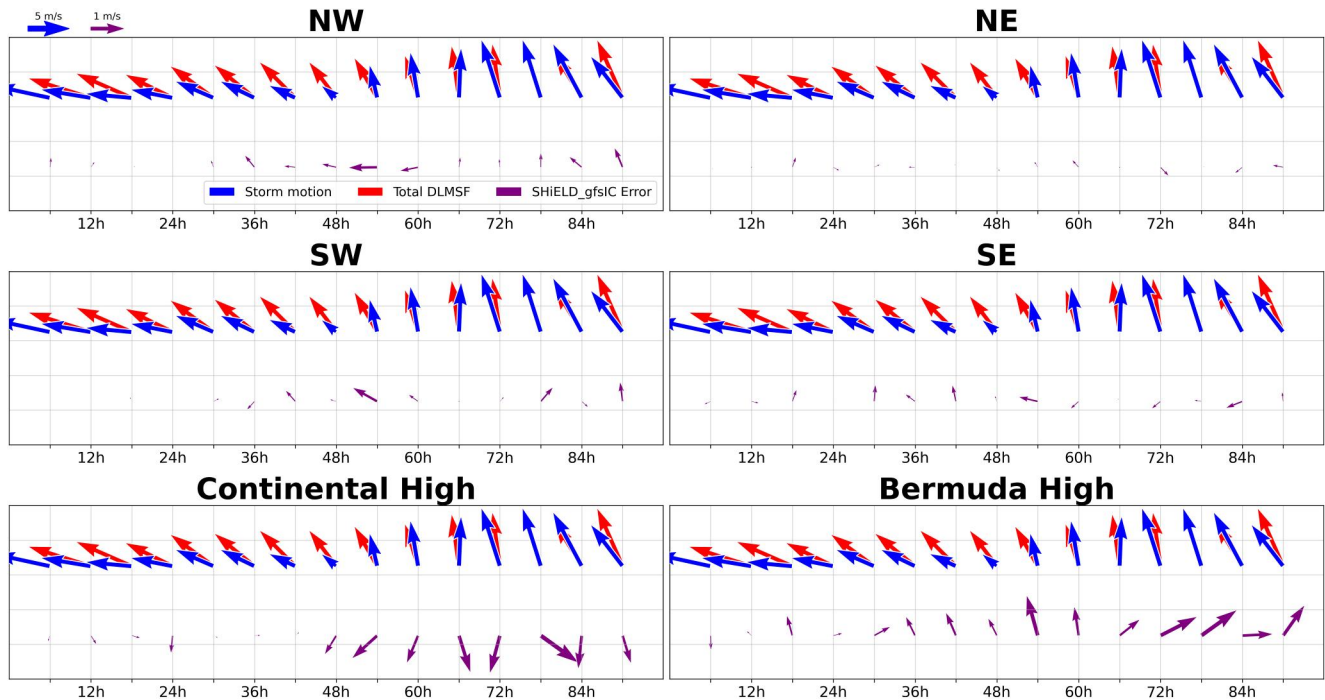 5 m/s 1 m/s
NW
NE
Storm motion Total DLMSF SHiELD_gfsIC Error
12h 24h 36h 48h 60h 72h 84h
12h 24h 36h 48h 60h 72h 84h
SW
SE
12h 24h 36h 48h 60h 72h 84h
12h 24h 36h 48h 60h 72h 84h
Continental High
Bermuda High
12h 24h 36h 48h 60h 72h 84h
12h 24h 36h 48h 60h 72h 84h